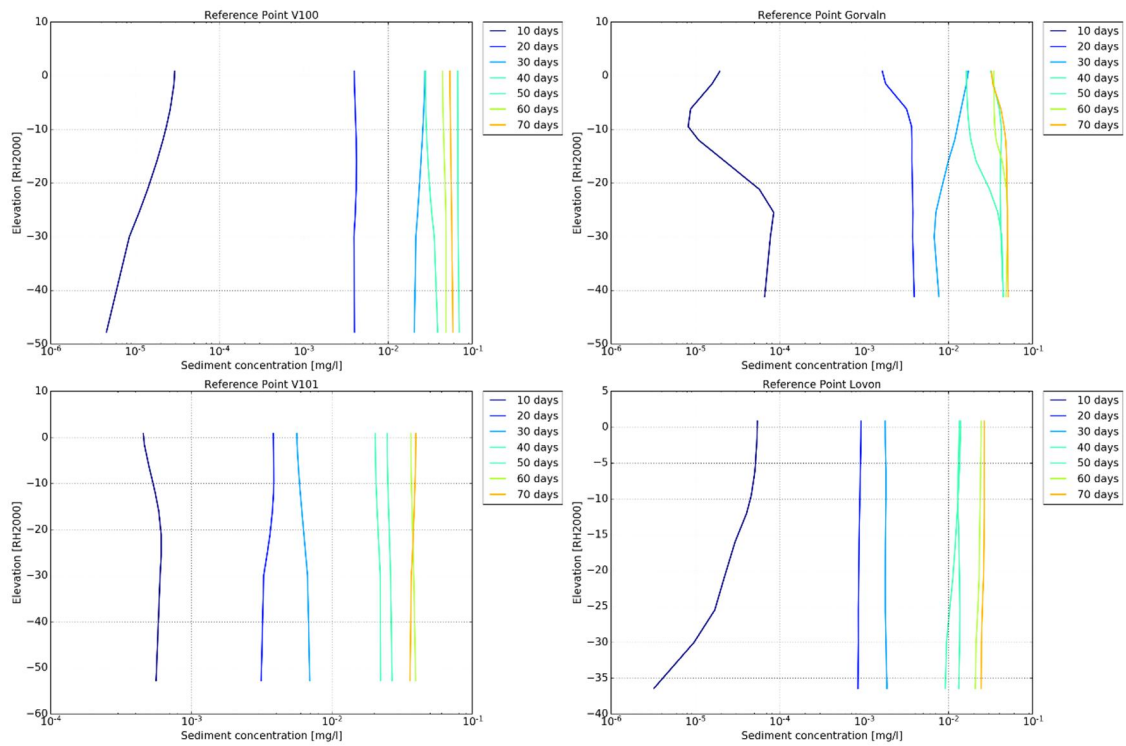 Reference Point V100
Elevation [RH2000]
10
0
−10
−20
−30
−40
−50
10^-6
10^-5
10^-4
10^-3
10^-2
10^-1
Sediment concentration [mg/l]
10 days
20 days
30 days
40 days
50 days
60 days
70 days
Reference Point Gorvaln
Elevation [RH2000]
10
0
−10
−20
−30
−40
−50
10^-6
10^-5
10^-4
10^-3
10^-2
10^-1
Sediment concentration [mg/l]
10 days
20 days
30 days
40 days
50 days
60 days
70 days
Reference Point V101
Elevation [RH2000]
10
0
−10
−20
−30
−40
−50
−60
10^-4
10^-3
10^-2
10^-1
Sediment concentration [mg/l]
10 days
20 days
30 days
40 days
50 days
60 days
70 days
Reference Point Lovon
Elevation [RH2000]
5
0
−5
−10
−15
−20
−25
−30
−35
−40
10^-6
10^-5
10^-4
10^-3
10^-2
10^-1
Sediment concentration [mg/l]
10 days
20 days
30 days
40 days
50 days
60 days
70 days